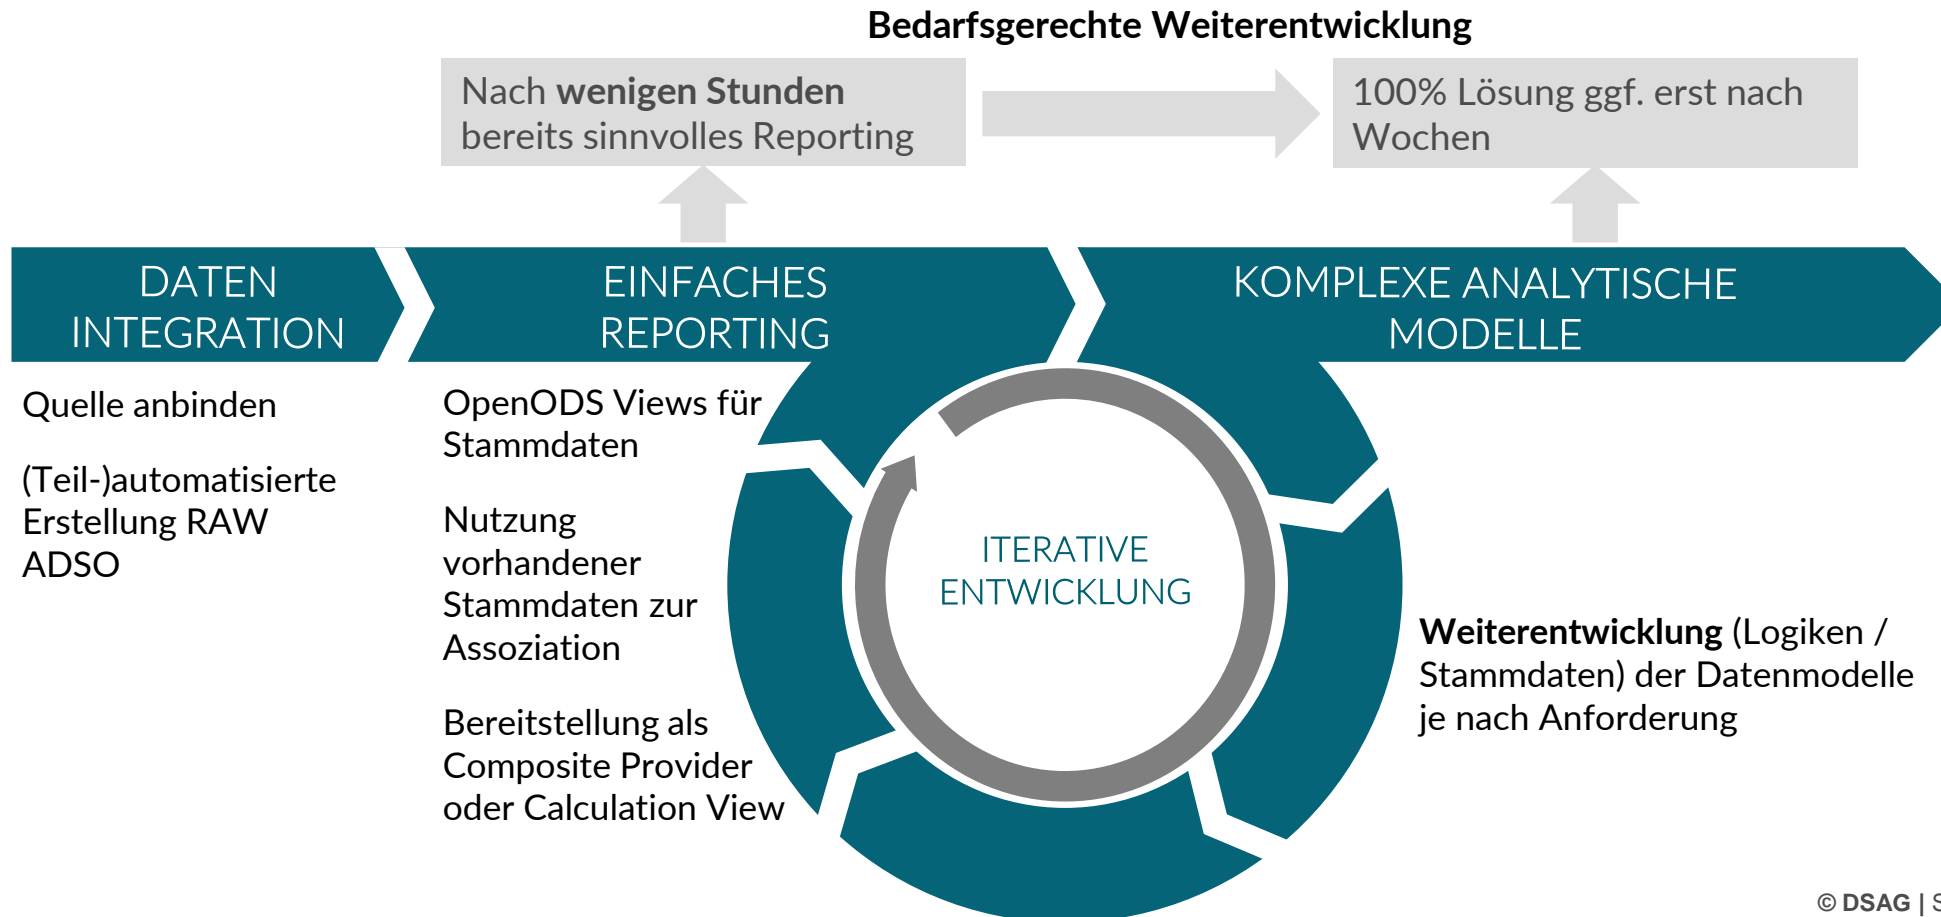 Bedarfsgerechte Weiterentwicklung
Nach wenigen Stunden
bereits sinnvolles Reporting
100% Lösung ggf. erst nach
Wochen
DATEN
INTEGRATION
EINFACHES
REPORTING
KOMPLEXE ANALYTISCHE
MODELLE
Quelle anbinden
(Teil-)automatisierte
Erstellung RAW
ADSO
OpenODS Views für
Stammdaten
Nutzung
vorhandener
Stammdaten zur
Assoziation
Bereitstellung als
Composite Provider
oder Calculation View
ITERATIVE
ENTWICKLUNG
Weiterentwicklung (Logiken /
Stammdaten) der Datenmodelle
je nach Anforderung
© DSAG |